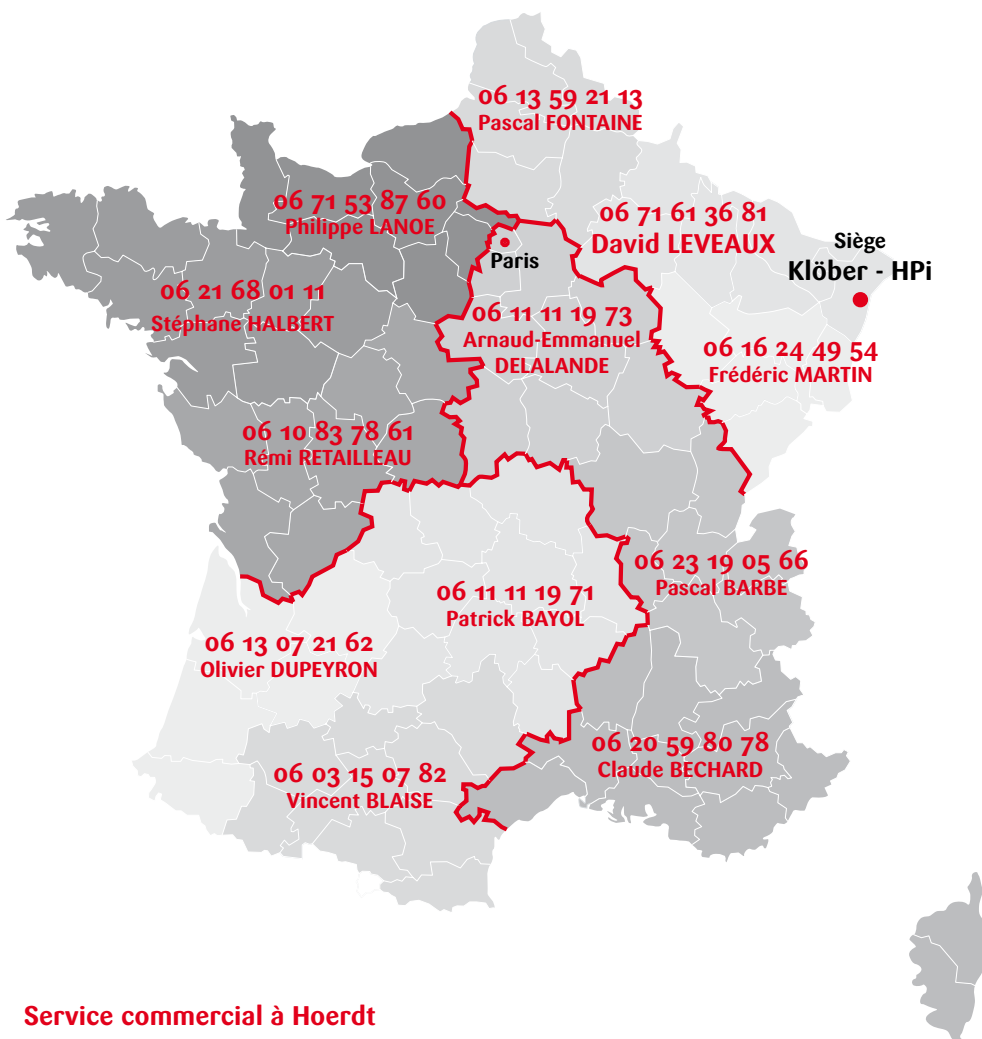 06 13 59 21 13
Pascal FONTAINE
06 71 53 87 60
Philippe LANOE
06 71 61 36 81
David LEVEAUX
Siège
Klöber - HPi
Paris
06 21 68 01 11
Stéphane HALBERT
06 11 11 19 73
Arnaud-Emmanuel
DELALANDE
06 16 24 49 54
Frédéric MARTIN
06 10 83 78 61
Rémi RETAILLEAU
06 23 19 05 66
Pascal BARBE
06 11 11 19 71
Patrick BAYOL
06 13 07 21 62
Olivier DUPEYRON
06 20 59 80 78
Claude BECHARD
06 03 15 07 82
Vincent BLAISE
Service commercial à Hoerdt